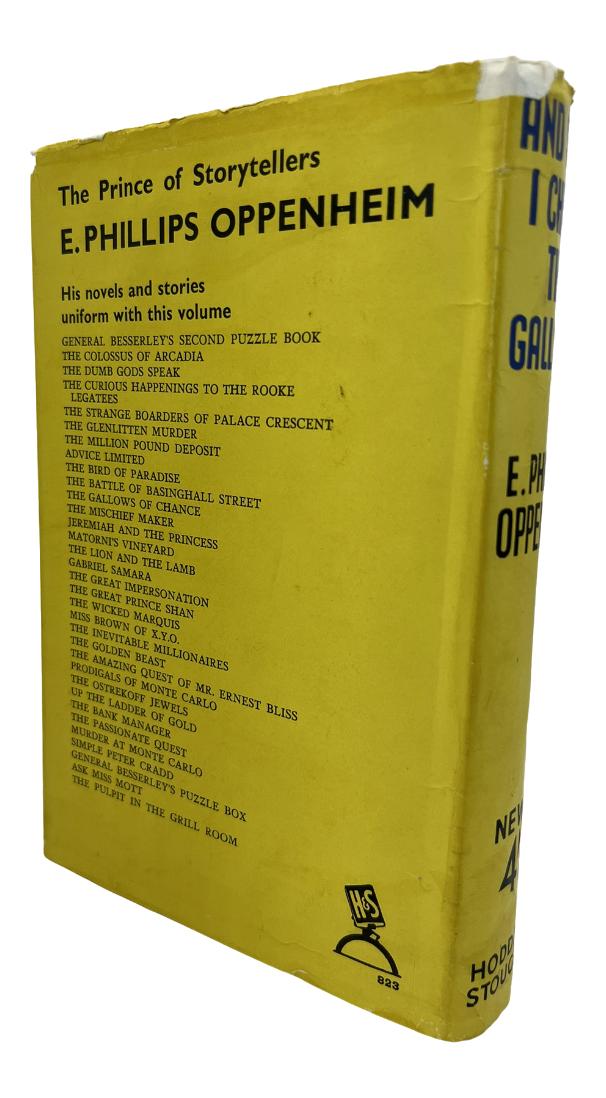 The Prince of Storytellers
E. PHILLIPS OPPENHEIM
His novels and stories
uniform with this volume
GENERAL BESSERLEY'S SECOND PUZZLE BOOK
THE COLOSSUS OF ARCADIA
THE DUMB GODS SPEAK
THE CURIOUS HAPPENINGS TO THE ROOKE
LEGATEES
THE STRANGE BOARDERS OF PALACE CRESCENT
THE GLENLITTEN MURDER
THE MILLION POUND DEPOSIT
ADVICE LIMITED
THE BIRD OF PARADISE
THE BATTLE OF BASINGHALL STREET
THE GALLOWS OF CHANCE
THE MISCHIEF MAKER
JEREMIAH AND THE PRINCESS
MATORNI'S VINEYARD
THE LION AND THE LAMB
GABRIEL SAMARA
THE GREAT IMPERSONATION
THE GREAT PRINCE SHAN
THE WICKED MARQUIS
MISS BROWN OF X.Y.O.
THE INEVITABLE MILLIONAIRES
THE GOLDEN BEAST
THE AMAZING QUEST OF MR. ERNEST BLISS
PRODIGALS OF MONTE CARLO
THE OSTREKOFF JEWELS
UP THE LADDER OF GOLD
THE BANK MANAGER
THE PASSIONATE QUEST
MURDER AT MONTE CARLO
SIMPLE PETER CRADD
GENERAL BESSERLEY'S PUZZLE BOX
ASK MISS MOTT
THE PULPIT IN THE GRILL ROOM
H&S
823
AND
I
E.